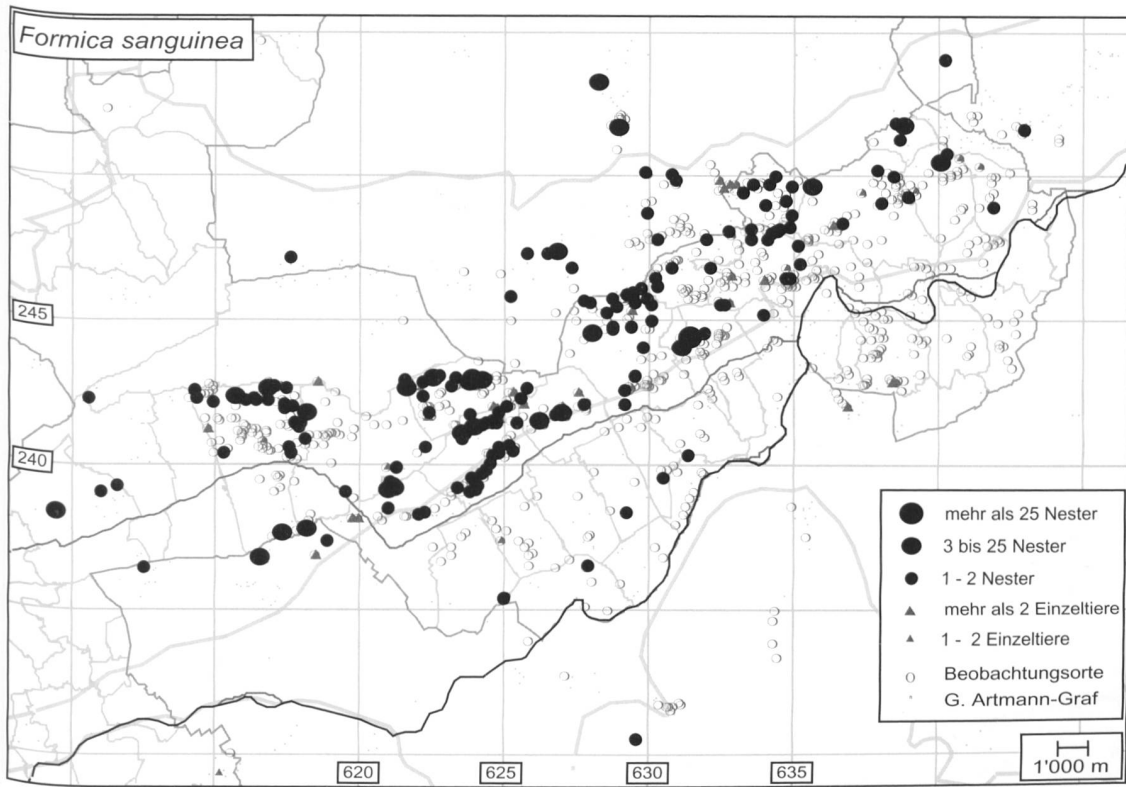 Formica sanguinea
245
240
mehr als 25 Nester
3 bis 25 Nester
1 - 2 Nester
mehr als 2 Einzeltiere
1 - 2 Einzeltiere
Beobachtungsorte
G. Artmann-Graf
620
625
630
635
1'000 m